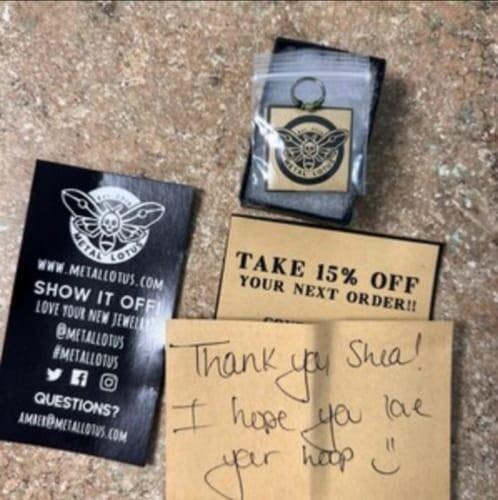 METAL LOTUS
METAL LOTUS
WWW.METALLOTUS.COM
SHOW IT OFF!
LOVE YOUR NEW JEWELRY?
@METALLOTUS
#METALLOTUS
QUESTIONS?
AMBER@METALLOTUS.COM
TAKE 15% OFF
YOUR NEXT ORDER!!
Thank you Shea!
I hope you love
your hoop :)